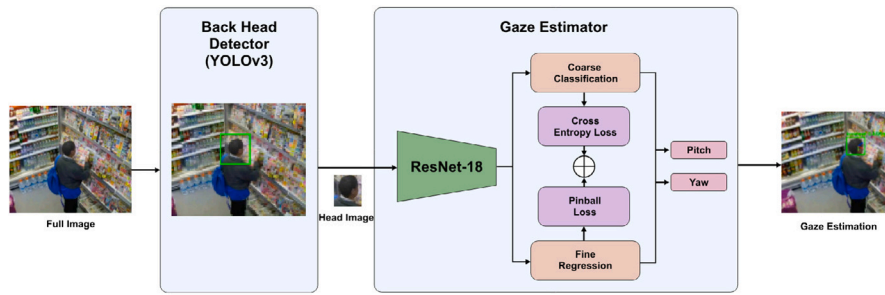 Back Head
Detector
(YOLOv3)
Gaze Estimator
Full Image
Head Image
ResNet-18
Coarse
Classification
Cross
Entropy Loss
Pinball
Loss
Fine
Regression
Pitch
Yaw
Gaze Estimation